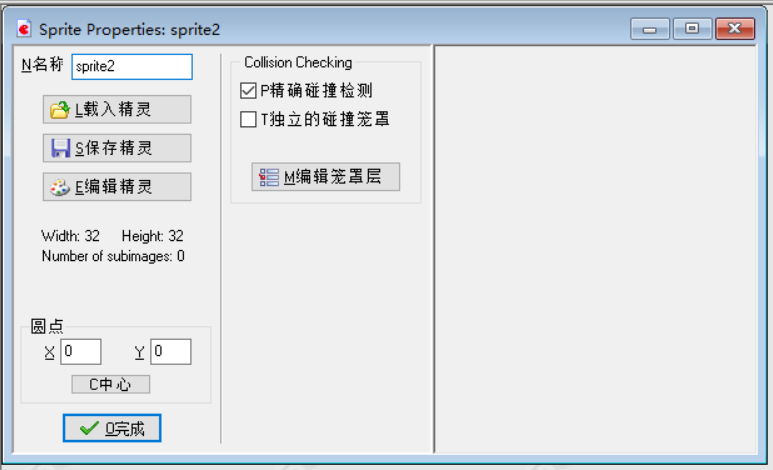 Sprite Properties: sprite2
N名称 sprite2
L载入精灵
S保存精灵
E编辑精灵
Width: 32 Height: 32
Number of subimages: 0
圆点
X 0 Y 0
C中心
O完成
Collision Checking
P精确碰撞检测
T独立的碰撞笼罩
M编辑笼罩层